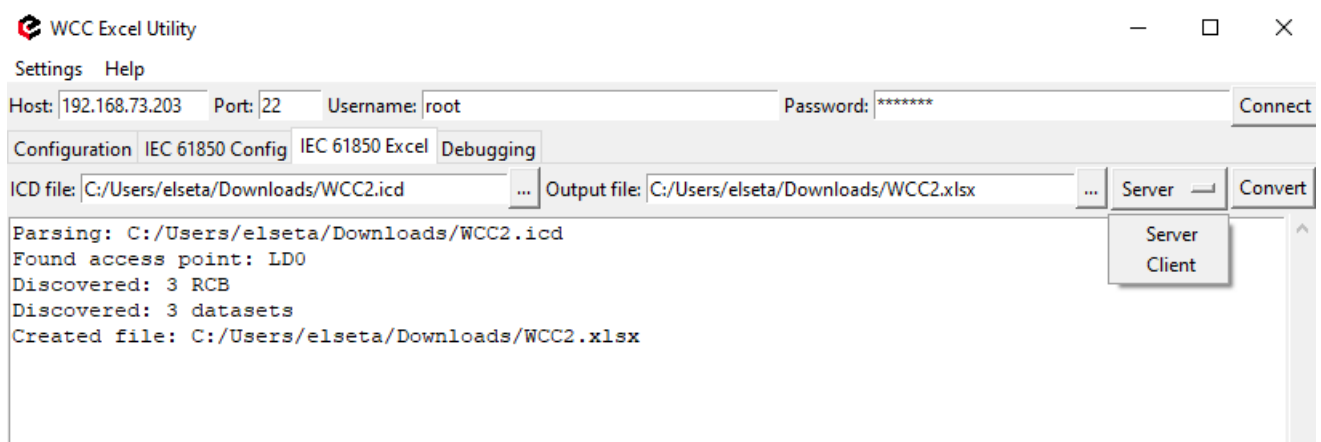 WCC Excel Utility
Settings Help
Host: 192.168.73.203 Port: 22 Username: root Password: ******* Connect
Configuration IEC 61850 Config IEC 61850 Excel Debugging
ICD file: C:/Users/elseta/Downloads/WCC2.icd ... Output file: C:/Users/elseta/Downloads/WCC2.xlsx ... Server Convert
Parsing: C:/Users/elseta/Downloads/WCC2.icd
Server
Found access point: LD0
Client
Discovered: 3 RCB
Discovered: 3 datasets
Created file: C:/Users/elseta/Downloads/WCC2.xlsx